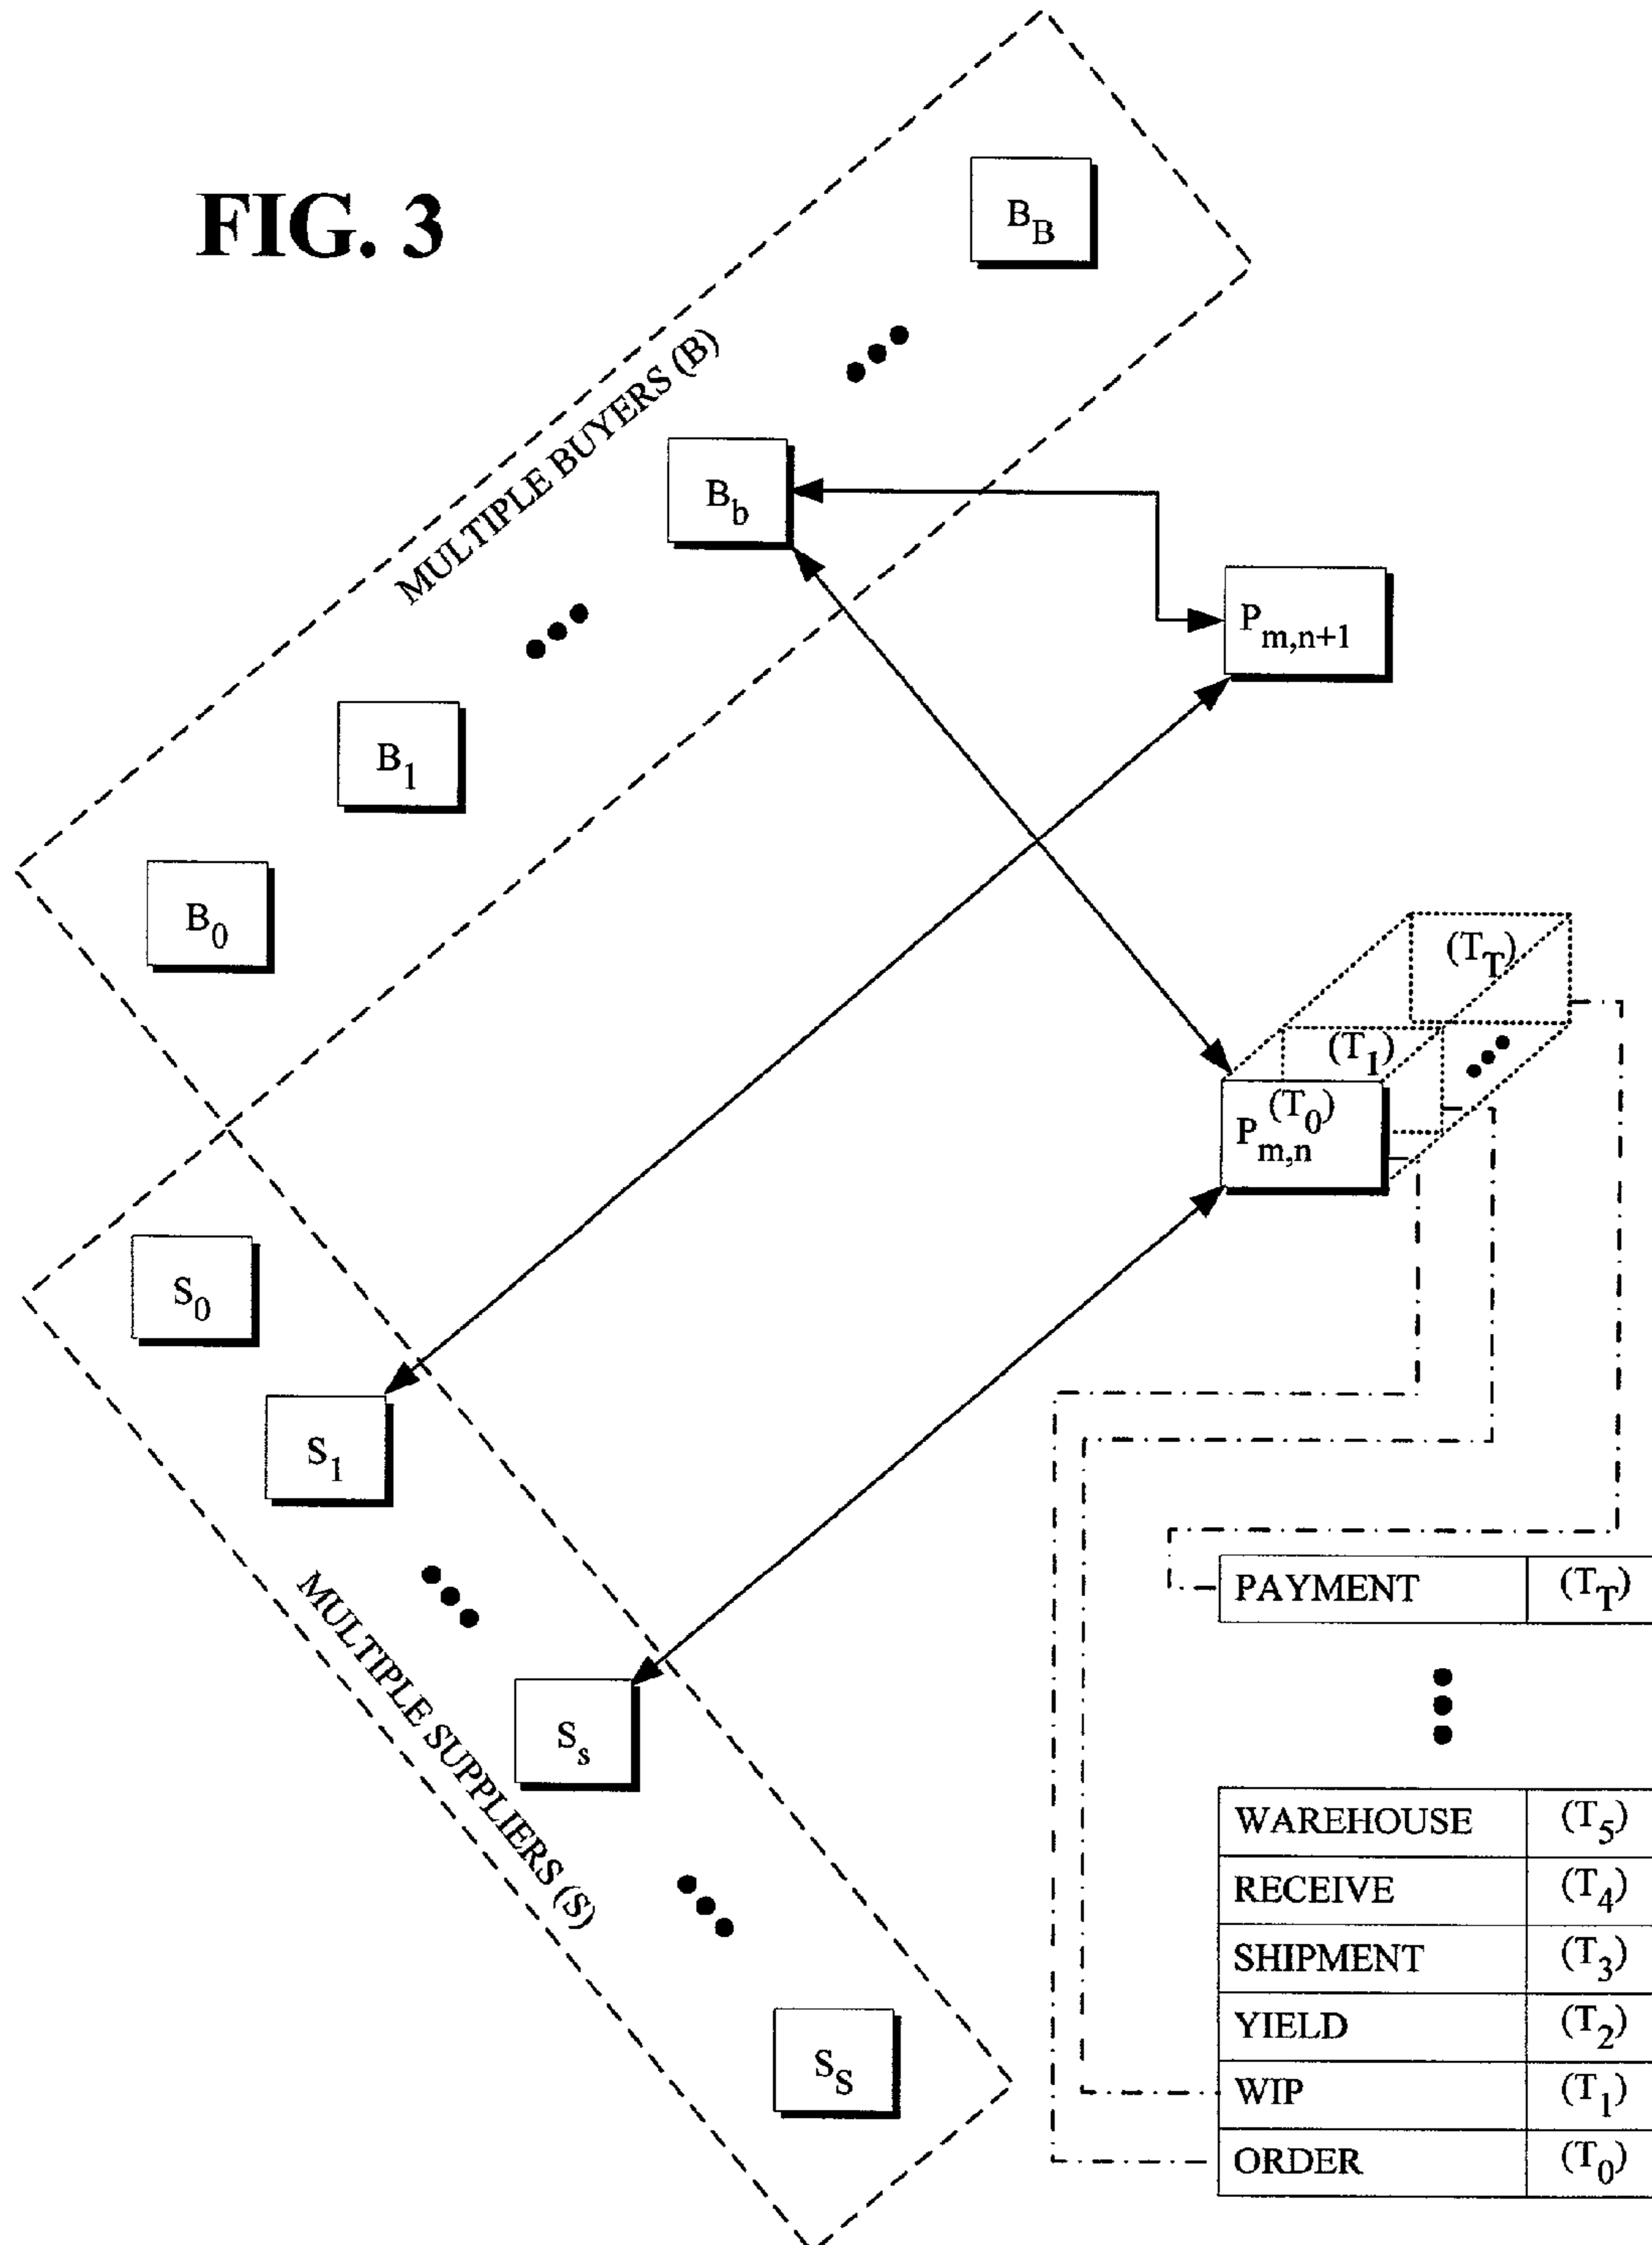 FIG. 3
B_B
MULTIPLE BUYERS (B)
B_b
P_m,n+1
B_1
B_0
(T_T)
(T_1)
(T_0)
P_m,n
S_0
S_1
MULTIPLE SUPPLIERS (S)
S_s
S_S
PAYMENT (T_T)
WAREHOUSE (T_5)
RECEIVE (T_4)
SHIPMENT (T_3)
YIELD (T_2)
WIP (T_1)
ORDER (T_0)